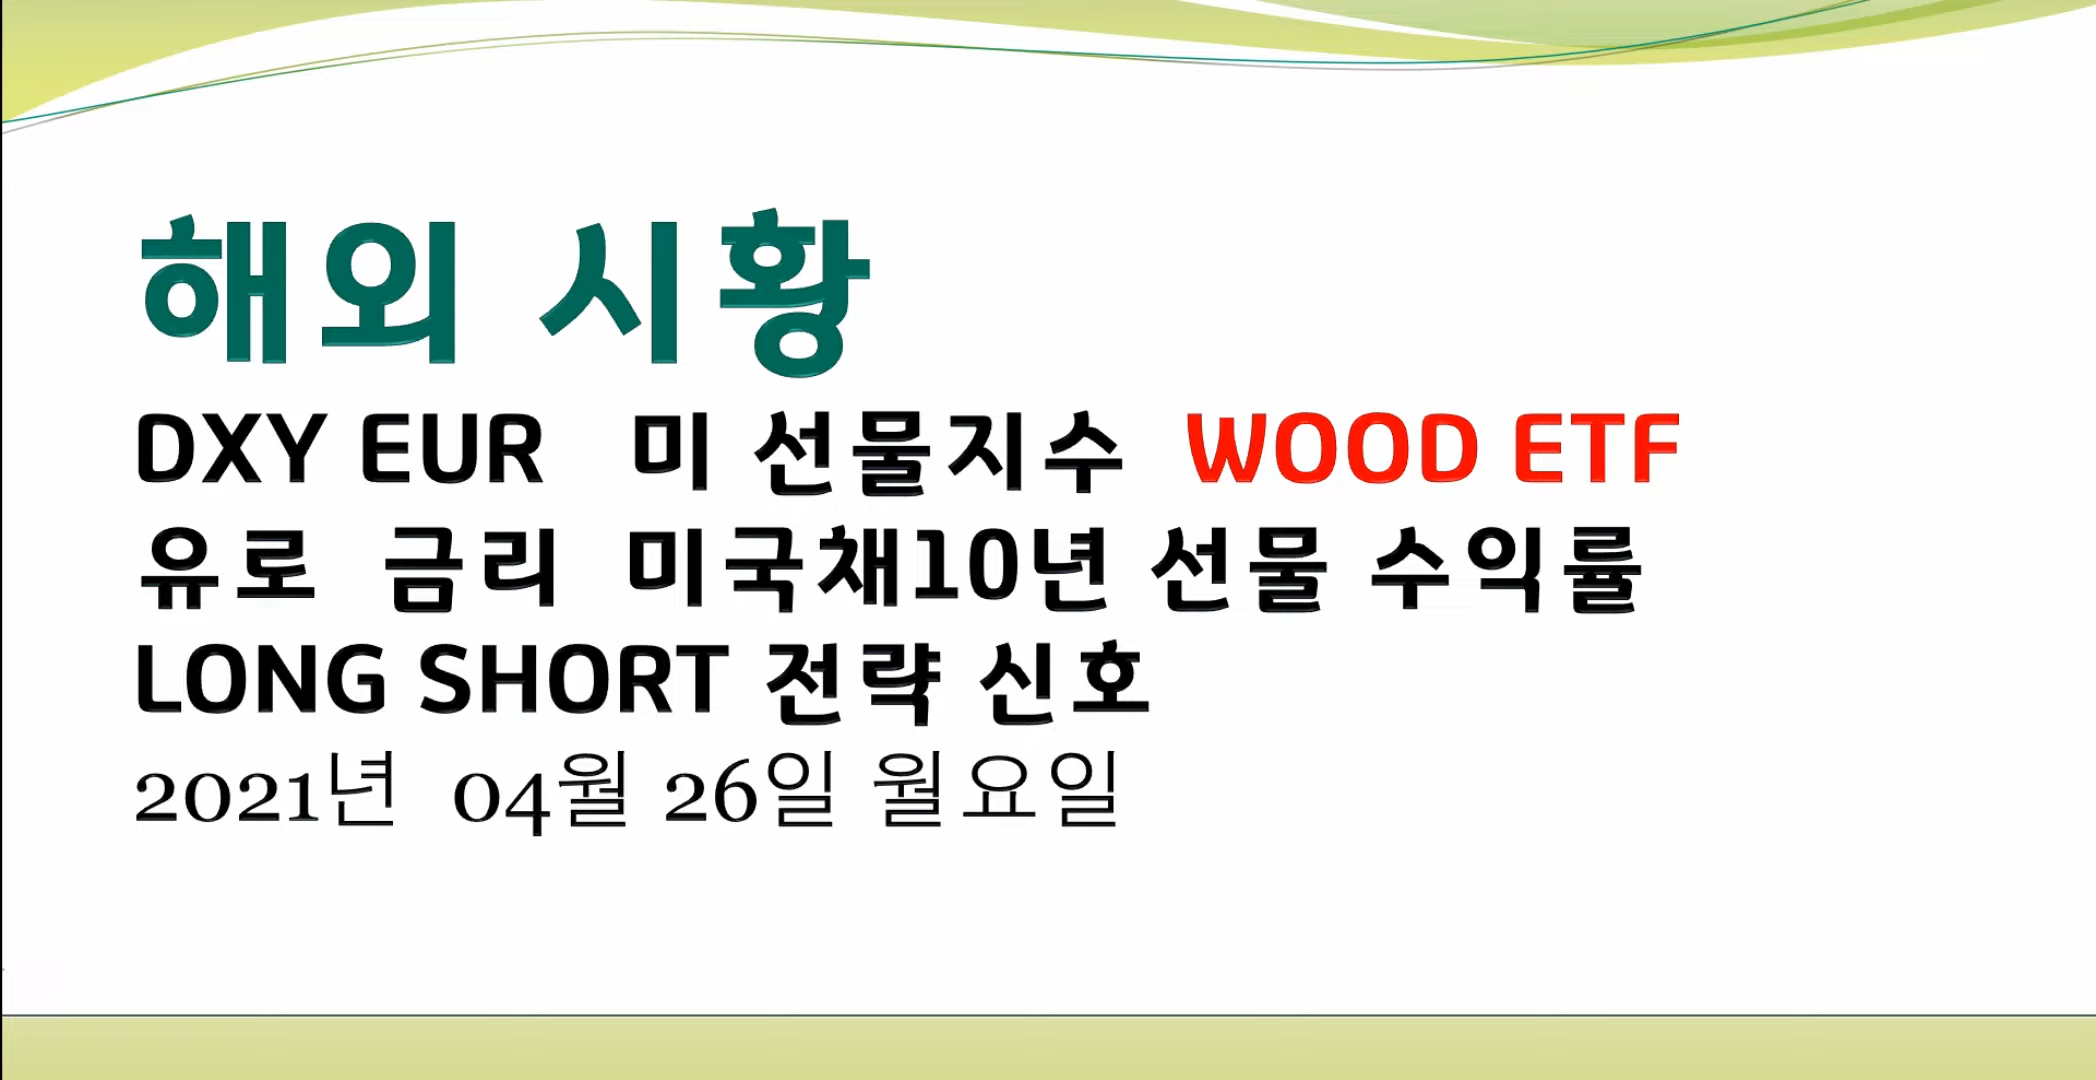 해외 시황
DXY EUR 미 선물지수 WOOD ETF
유로 금리 미국채10년 선물 수익률
LONG SHORT 전략 신호
2021년 04월 26일 월요일